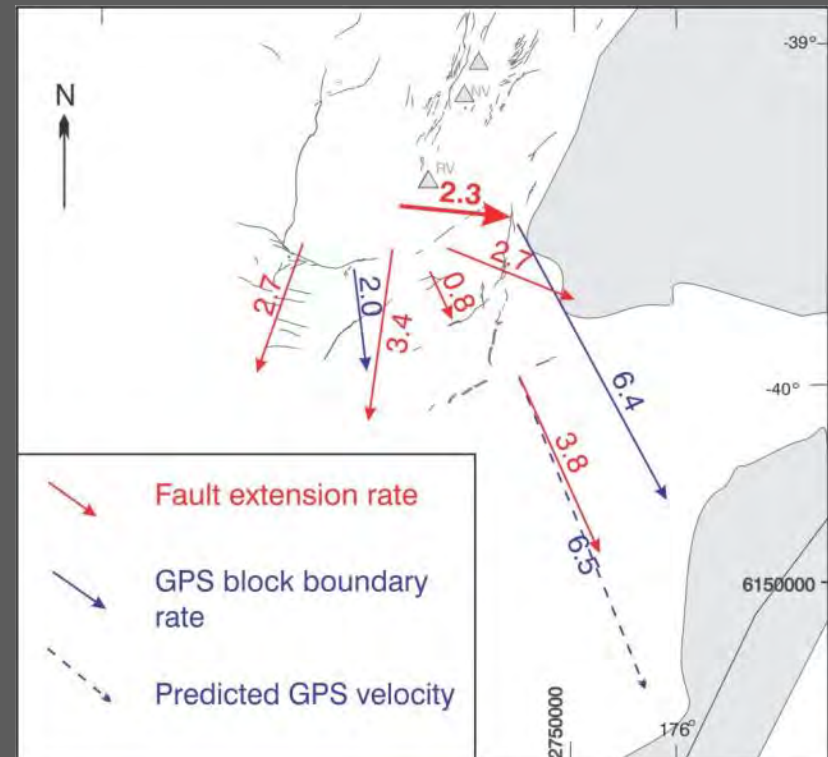 -39°
N
NV
RV
2.3
2.7
2.7
2.0
0.8
3.4
6.4
-40°
3.8
6.5
Fault extension rate
GPS block boundary
rate
Predicted GPS velocity
6150000
2750000
176°